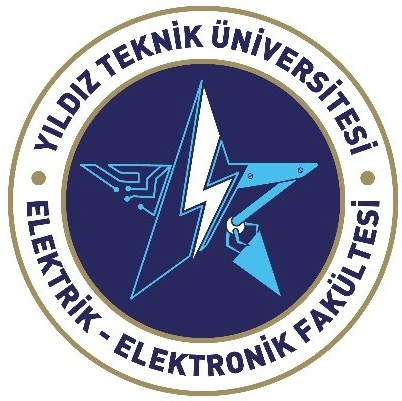 YILDIZ TEKNİK ÜNİVERSİTESİ
ELEKTRİK - ELEKTRONİK FAKÜLTESİ